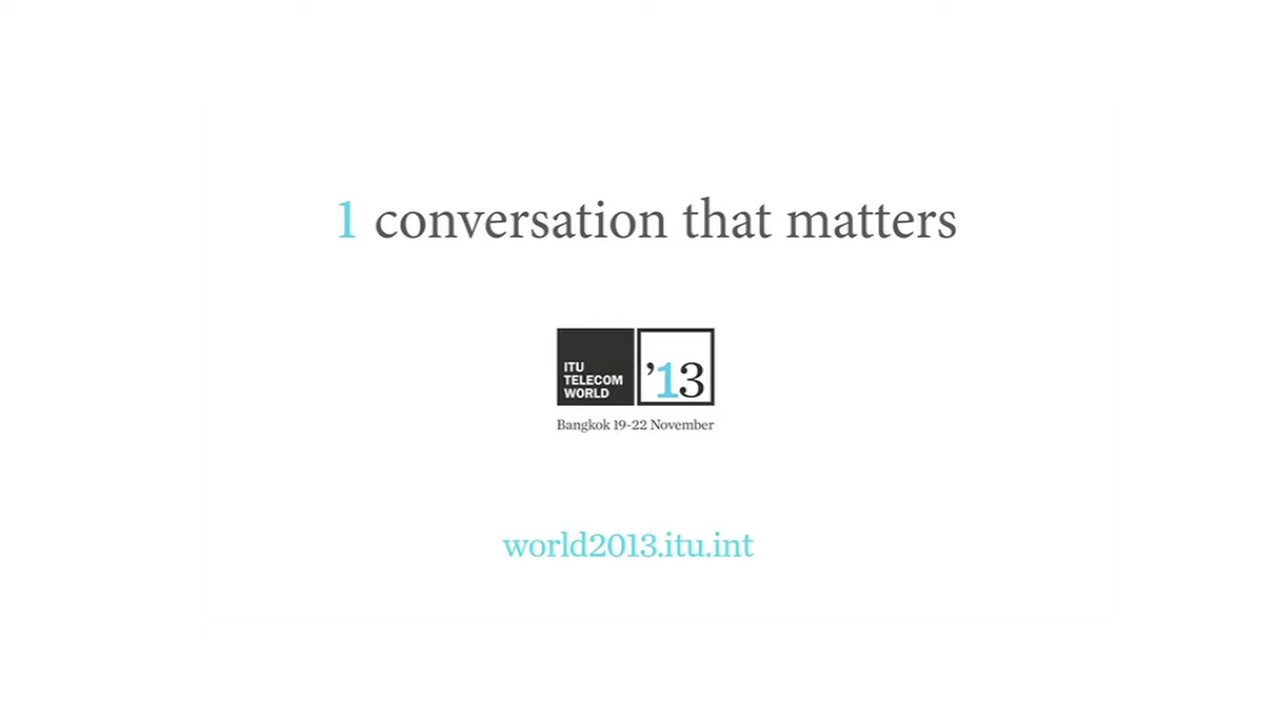 1 conversation that matters
ITU
TELECOM
WORLD
’13
Bangkok 19-22 November
world2013.itu.int